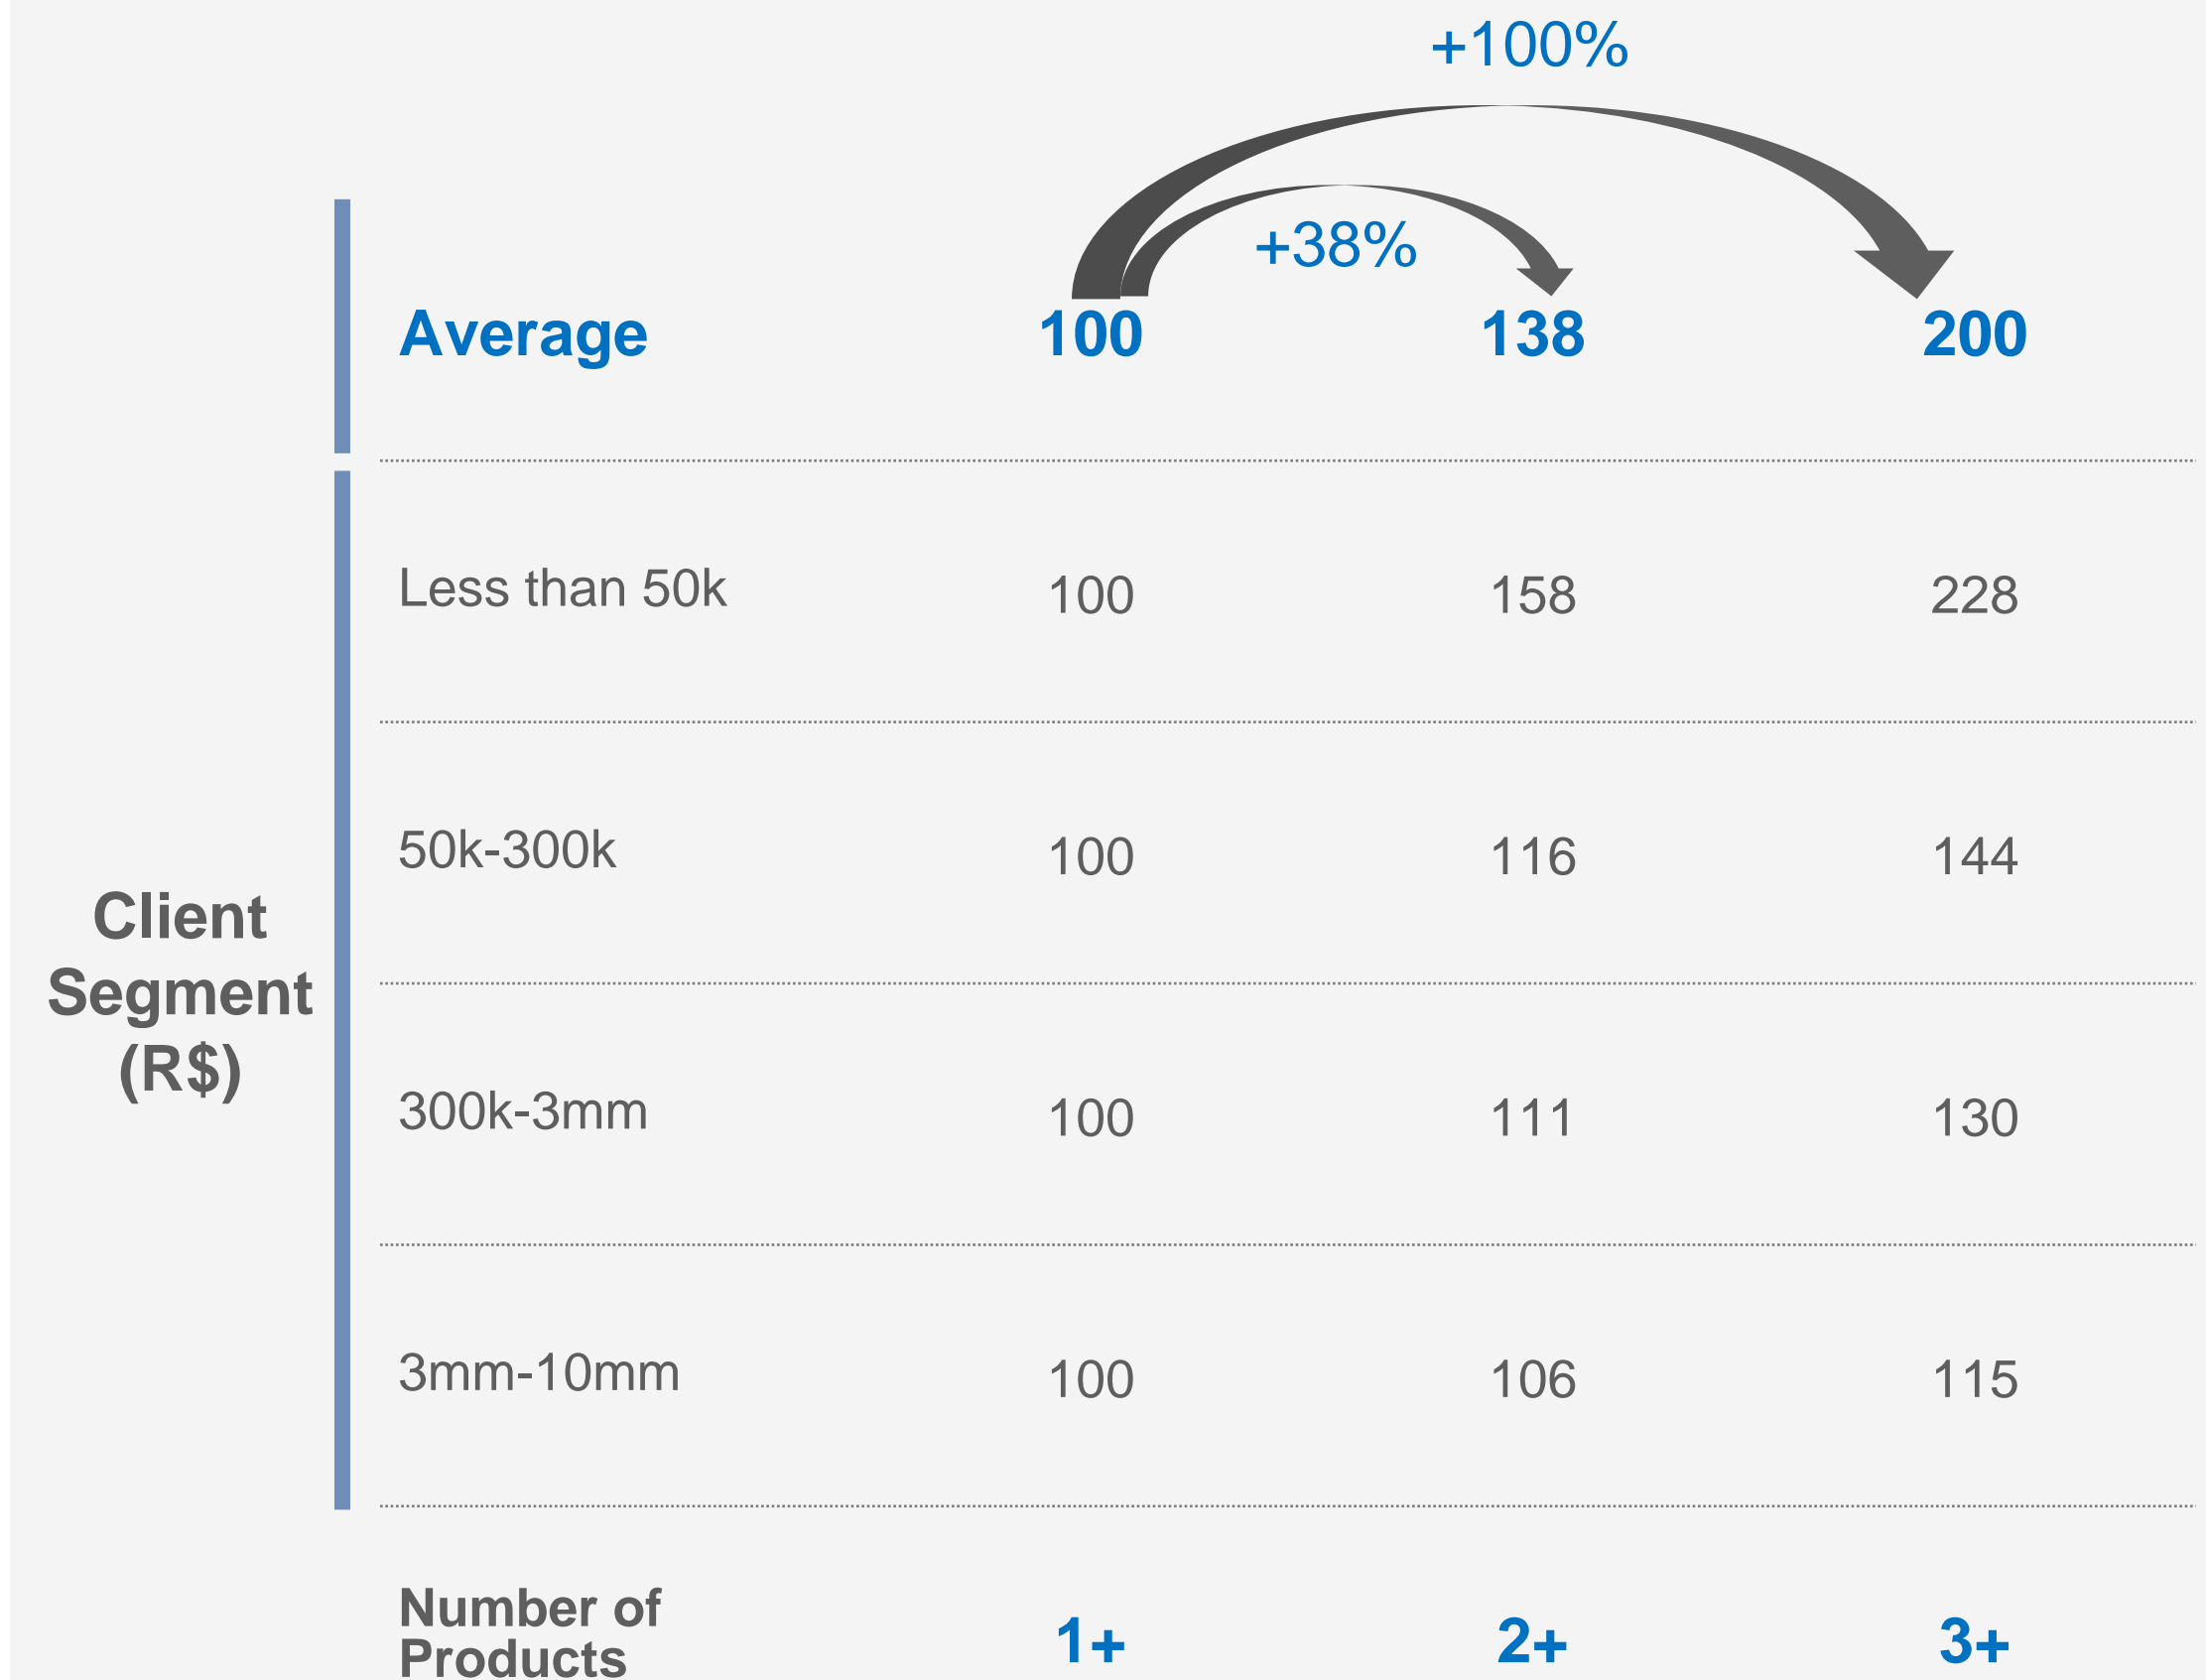 +100%
+38%
Average 100 138 200
Less than 50k 100 158 228
50k-300k 100 116 144
Client
Segment
(R$)
300k-3mm 100 111 130
3mm-10mm 100 106 115
Number of
Products 1+ 2+ 3+